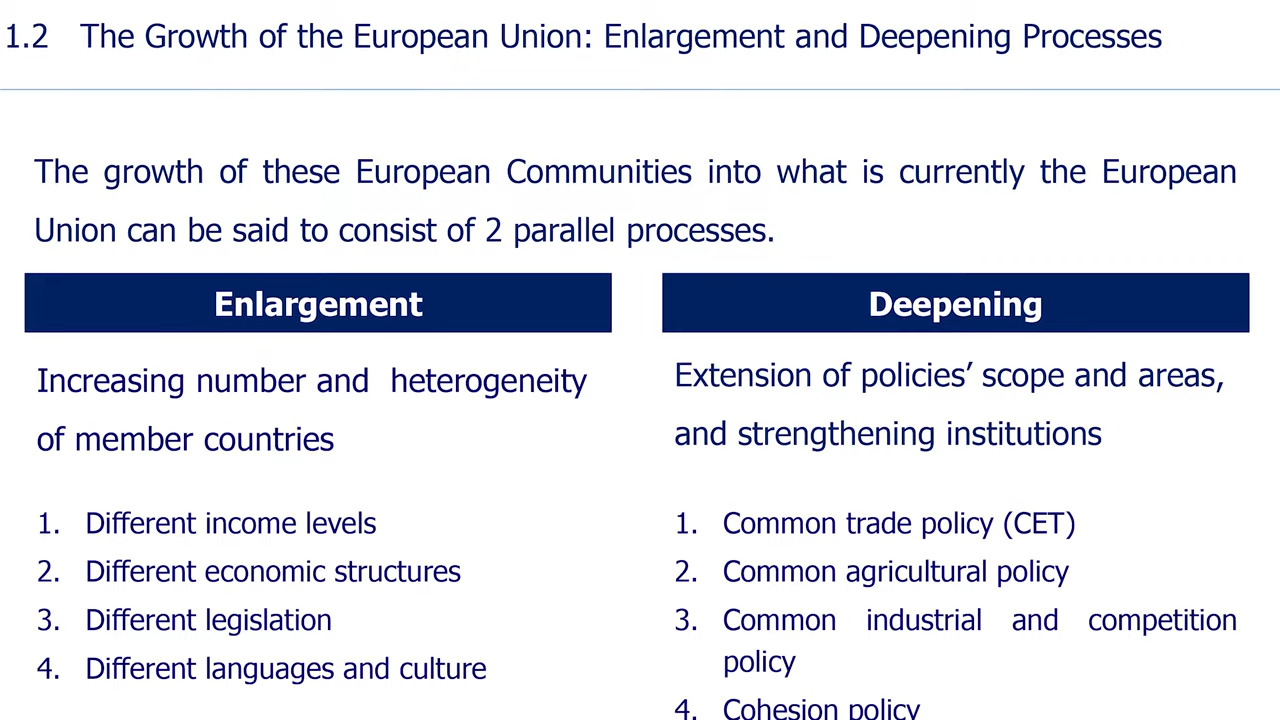 1.2 The Growth of the European Union: Enlargement and Deepening Processes
The growth of these European Communities into what is currently the European
Union can be said to consist of 2 parallel processes.
Enlargement
Increasing number and heterogeneity
of member countries
1. Different income levels
2. Different economic structures
3. Different legislation
4. Different languages and culture
Deepening
Extension of policies’ scope and areas,
and strengthening institutions
1. Common trade policy (CET)
2. Common agricultural policy
3. Common industrial and competition
policy
4. Cohesion policy